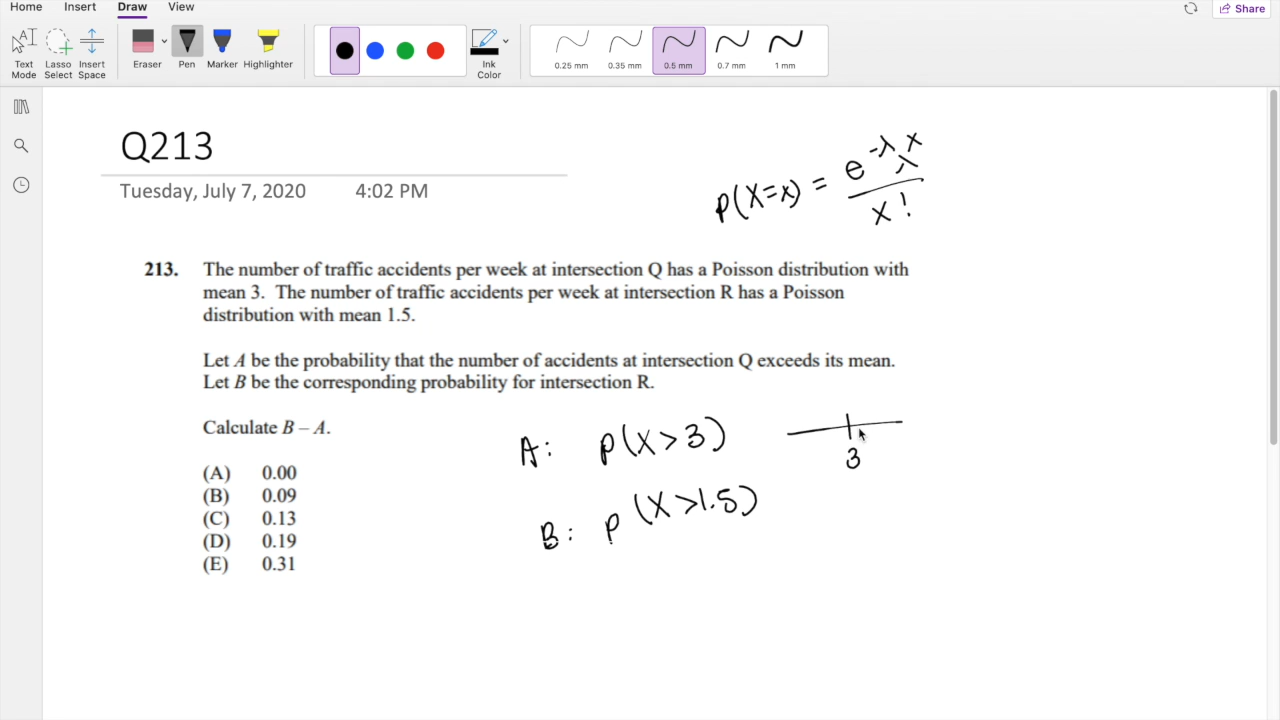 Home Insert Draw View Share
Text Mode Lasso Select Insert Space Eraser Pen Marker Highlighter Ink Color 0.25 mm 0.35 mm 0.5 mm 0.7 mm 1 mm
Q213
Tuesday, July 7, 2020 4:02 PM
P(X=x) = e^-λ λ^x / x!
213. The number of traffic accidents per week at intersection Q has a Poisson distribution with
mean 3. The number of traffic accidents per week at intersection R has a Poisson
distribution with mean 1.5.
Let A be the probability that the number of accidents at intersection Q exceeds its mean.
Let B be the corresponding probability for intersection R.
Calculate B – A.
A: P(X>3)
3
B: P(X>1.5)
(A) 0.00
(B) 0.09
(C) 0.13
(D) 0.19
(E) 0.31